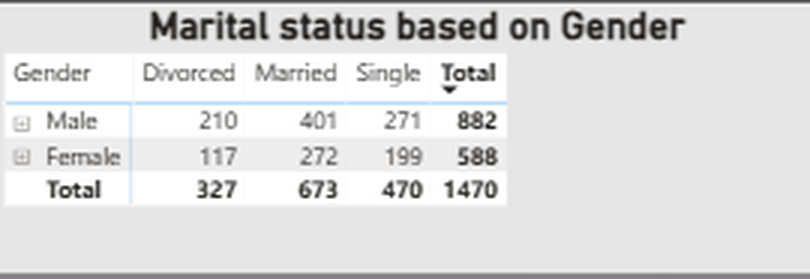 Marital status based on Gender
Gender Divorced Married Single Total
Male 210 401 271 882
Female 117 272 199 588
Total 327 673 470 1470